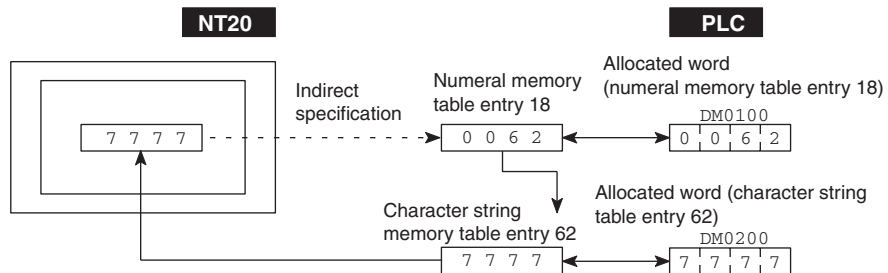 NT20
PLC
Indirect
specification
Numeral memory
table entry 18
Allocated word
(numeral memory table entry 18)
DM0100
7 7 7 7
0 0 6 2
0 0 6 2
Character string
memory table entry 62
Allocated word (character string
table entry 62)
DM0200
7 7 7 7
7 7 7 7